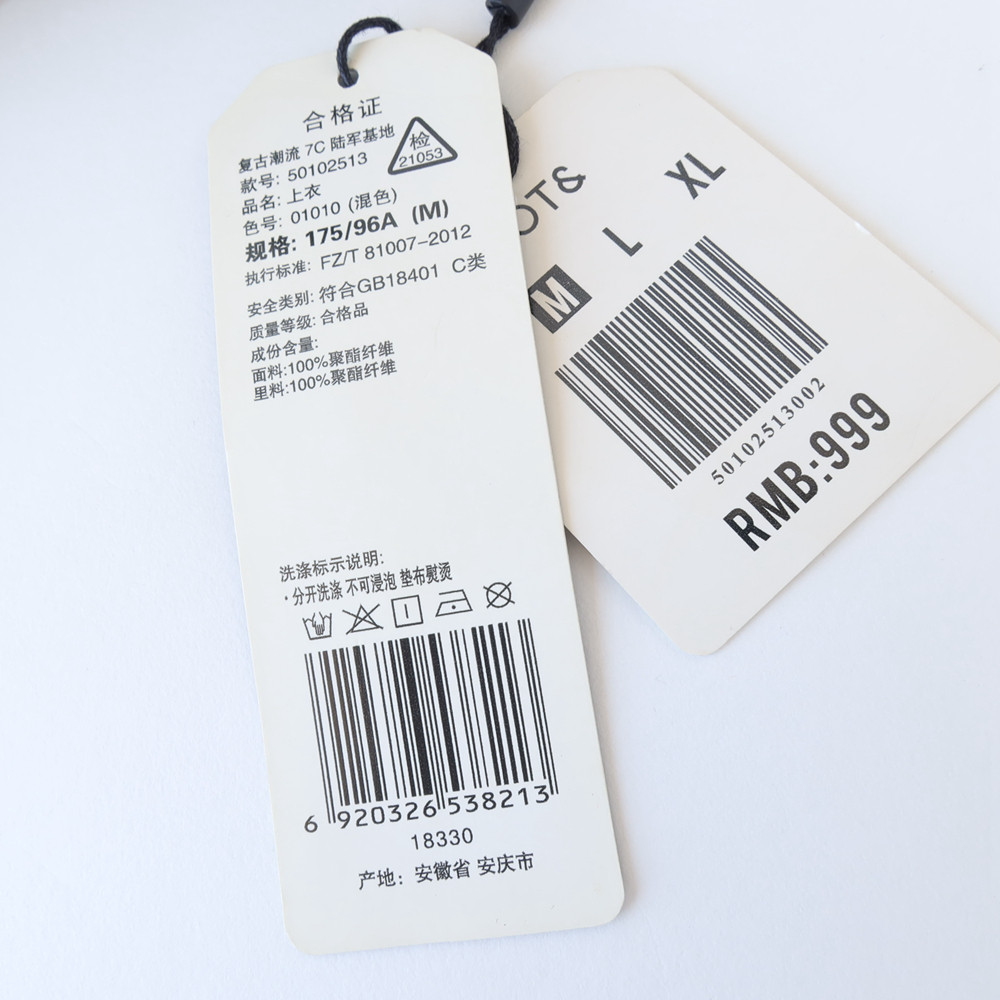 合格证
复古潮流 7C 陆军基地
款号: 50102513
品名: 上衣
检
21053
色号: 01010 (混色)
规格: 175/96A (M)
执行标准: FZ/T 81007-2012
安全类别: 符合GB18401 C类
质量等级: 合格品
成份含量:
面料:100%聚酯纤维
里料:100%聚酯纤维
洗涤标示说明:
·分开洗涤 不可浸泡 垫布熨烫
6 920326 538213
18330
产地: 安徽省 安庆市
OT&
M L XL
50102513002
RMB:999